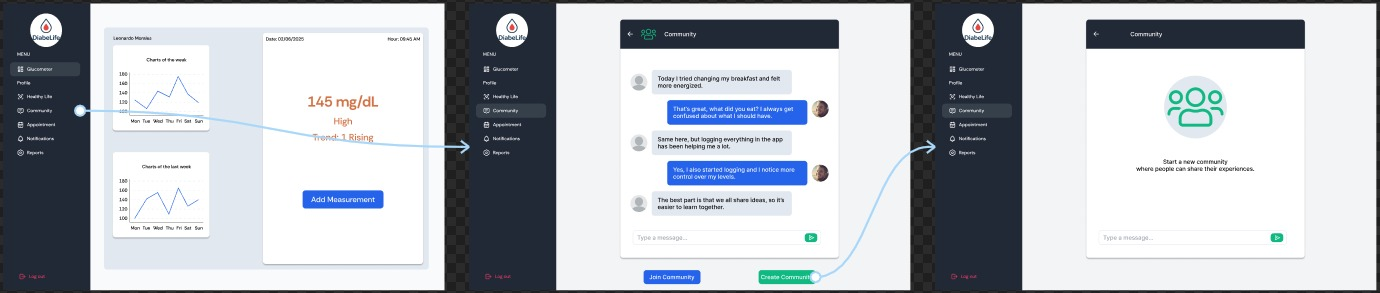 DiabeLife
MENU
Glucometer
Profile
Healthy Life
Community
Appointment
Notifications
Reports
Log out
Leonardo Morsius
Charts of the week
180
160
140
120
100
Mon Tue Wed Thu Fri Sat Sun
Charts of the last week
180
160
140
120
100
Mon Tue Wed Thu Fri Sat Sun
Date: 03/06/2025
Hour: 09:45 AM
145 mg/dL
High
Trend: 1 Rising
Add Measurement
DiabeLife
MENU
Glucometer
Profile
Healthy Life
Community
Appointment
Notifications
Reports
Log out
Community
Today I tried changing my breakfast and felt
more energized.
That's great, what did you eat? I always get
confused about what I should have.
Same here, but logging everything in the app
has been helping me a lot.
Yes, I also started logging and I notice more
control over my levels.
The best part is that we all share ideas, so it's
easier to learn together.
Type a message...
Join Community
Create Community
DiabeLife
MENU
Glucometer
Profile
Healthy Life
Community
Appointment
Notifications
Reports
Log out
Community
Start a new community
where people can share their experiences.
Type a message...